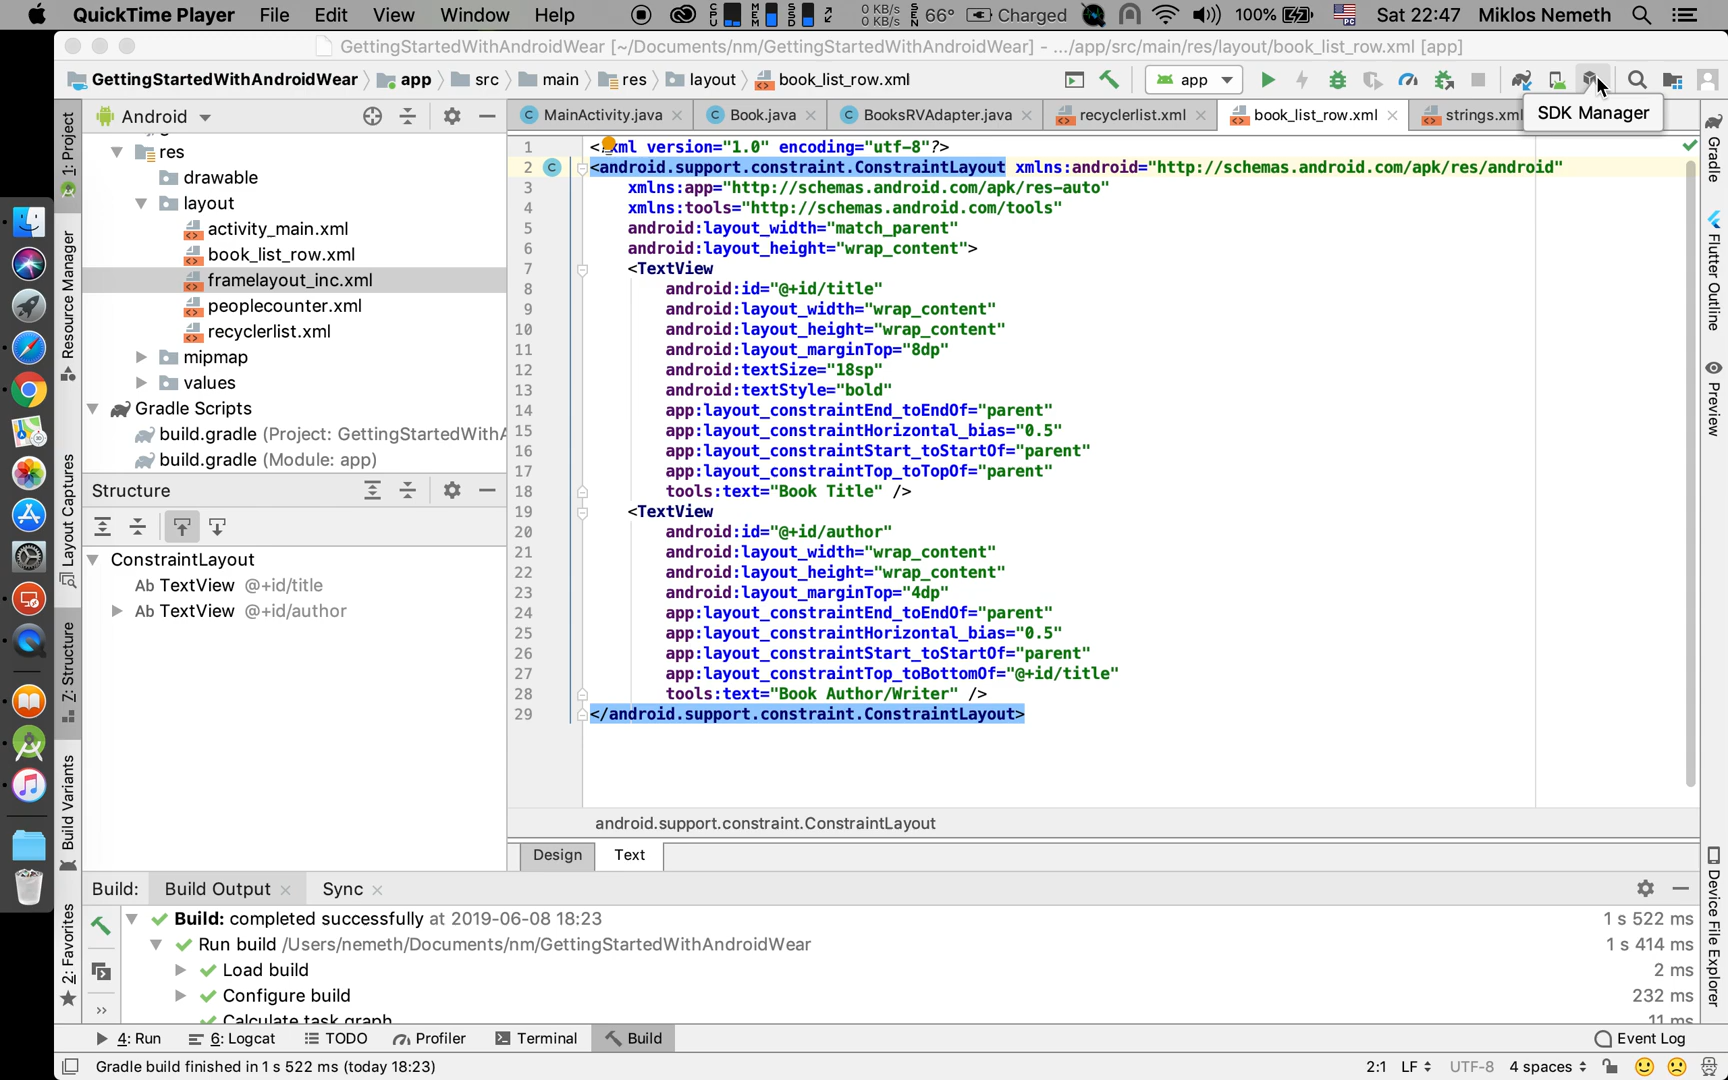 QuickTime Player File Edit View Window Help 0 KB/s 0 KB/s 66° Charged 100% Sat 22:47 Miklos Nemeth
GettingStartedWithAndroidWear [~/Documents/nm/GettingStartedWithAndroidWear] - .../app/src/main/res/layout/book_list_row.xml [app]
GettingStartedWithAndroidWear app src main res layout book_list_row.xml app
SDK Manager
Android
MainActivity.java Book.java BooksRVAdapter.java recyclerlist.xml book_list_row.xml strings.xml
res
drawable
layout
activity_main.xml
book_list_row.xml
framelayout_inc.xml
peoplecounter.xml
recyclerlist.xml
mipmap
values
Gradle Scripts
build.gradle (Project: GettingStartedWithA
build.gradle (Module: app)
Structure
ConstraintLayout
Ab TextView @+id/title
Ab TextView @+id/author
1: Project
Resource Manager
Layout Captures
Z: Structure
Build Variants
2: Favorites
1 <?xml version="1.0" encoding="utf-8"?>
2 <android.support.constraint.ConstraintLayout xmlns:android="http://schemas.android.com/apk/res/android"
3 xmlns:app="http://schemas.android.com/apk/res-auto"
4 xmlns:tools="http://schemas.android.com/tools"
5 android:layout_width="match_parent"
6 android:layout_height="wrap_content">
7 <TextView
8 android:id="@+id/title"
9 android:layout_width="wrap_content"
10 android:layout_height="wrap_content"
11 android:layout_marginTop="8dp"
12 android:textSize="18sp"
13 android:textStyle="bold"
14 app:layout_constraintEnd_toEndOf="parent"
15 app:layout_constraintHorizontal_bias="0.5"
16 app:layout_constraintStart_toStartOf="parent"
17 app:layout_constraintTop_toTopOf="parent"
18 tools:text="Book Title" />
19 <TextView
20 android:id="@+id/author"
21 android:layout_width="wrap_content"
22 android:layout_height="wrap_content"
23 android:layout_marginTop="4dp"
24 app:layout_constraintEnd_toEndOf="parent"
25 app:layout_constraintHorizontal_bias="0.5"
26 app:layout_constraintStart_toStartOf="parent"
27 app:layout_constraintTop_toBottomOf="@+id/title"
28 tools:text="Book Author/Writer" />
29 </android.support.constraint.ConstraintLayout>
android.support.constraint.ConstraintLayout
Design Text
Gradle
Flutter Outline
Preview
Device File Explorer
Build: Build Output Sync
Build: completed successfully at 2019-06-08 18:23 1 s 522 ms
Run build /Users/nemeth/Documents/nm/GettingStartedWithAndroidWear 1 s 414 ms
Load build 2 ms
Configure build 232 ms
Calculate task graph 11 ms
4: Run 6: Logcat TODO Profiler Terminal Build Event Log
Gradle build finished in 1 s 522 ms (today 18:23) 2:1 LF UTF-8 4 spaces